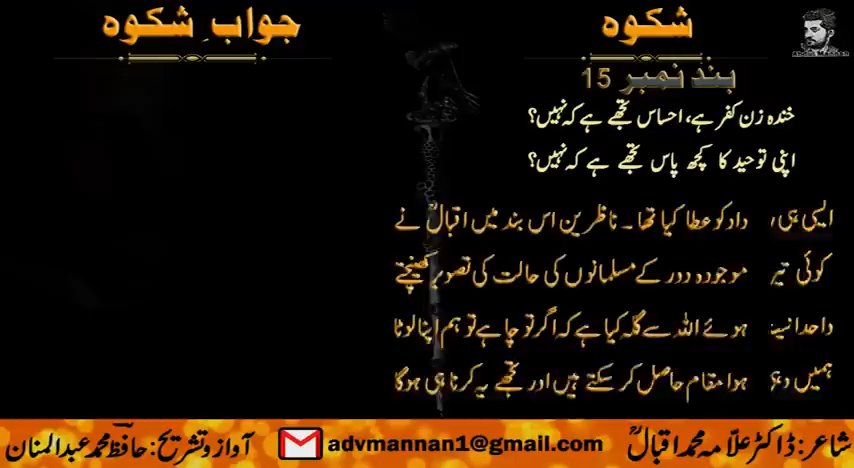 شکوہ
جوابِ شکوہ
Abdul Mannan
بند نمبر 15
خندہ زن کفر ہے، احساس تجھے ہے کہ نہیں؟
اپنی توحید کا کچھ پاس تجھے ہے کہ نہیں؟
ایسی ہی داد کو عطا کیا تھا۔ ناظرین اس بند میں اقبالؒ نے
کوئی تیر موجودہ دور کے مسلمانوں کی حالت کی تصویر کھینچتے
ہوئے اللہ سے گلہ کیا ہے کہ اگر تو چاہے تو ہم اپنا لوٹا
ہمیں ہوا مقام حاصل کر سکتے ہیں اور تجھے یہ کرنا ہی ہوگا
شاعر: ڈاکٹر علّامہ محمد اقبالؒ advmannan1@gmail.com آواز و تشریح: حافظ محمد عبدالمنان